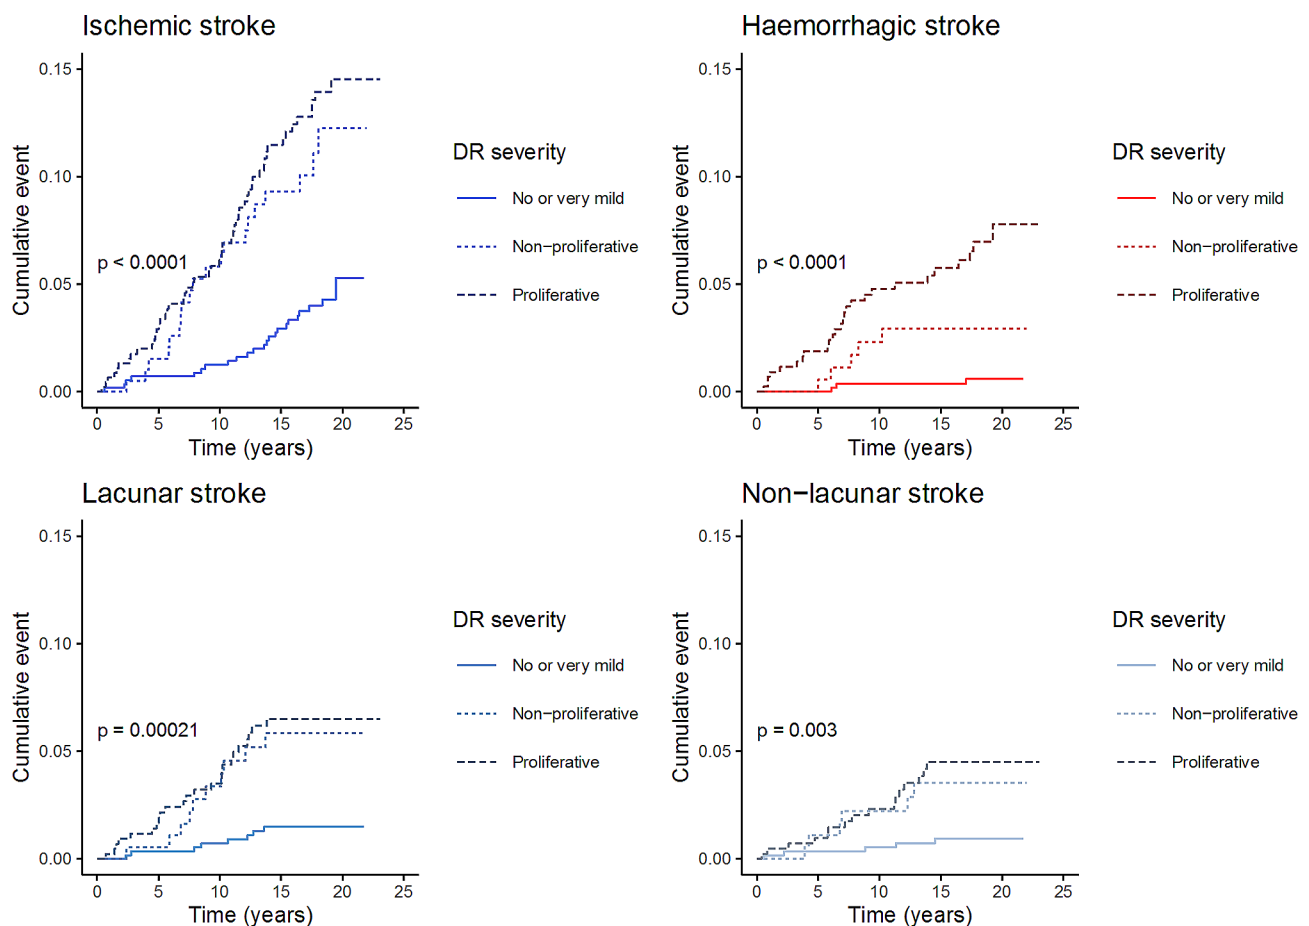 Ischemic stroke
Cumulative event
0.15
0.10
0.05
0.00
p < 0.0001
0 5 10 15 20 25
Time (years)
DR severity
No or very mild
Non−proliferative
Proliferative
Haemorrhagic stroke
Cumulative event
0.15
0.10
0.05
0.00
p < 0.0001
0 5 10 15 20 25
Time (years)
DR severity
No or very mild
Non−proliferative
Proliferative
Lacunar stroke
Cumulative event
0.15
0.10
0.05
0.00
p = 0.00021
0 5 10 15 20 25
Time (years)
DR severity
No or very mild
Non−proliferative
Proliferative
Non−lacunar stroke
Cumulative event
0.15
0.10
0.05
0.00
p = 0.003
0 5 10 15 20 25
Time (years)
DR severity
No or very mild
Non−proliferative
Proliferative